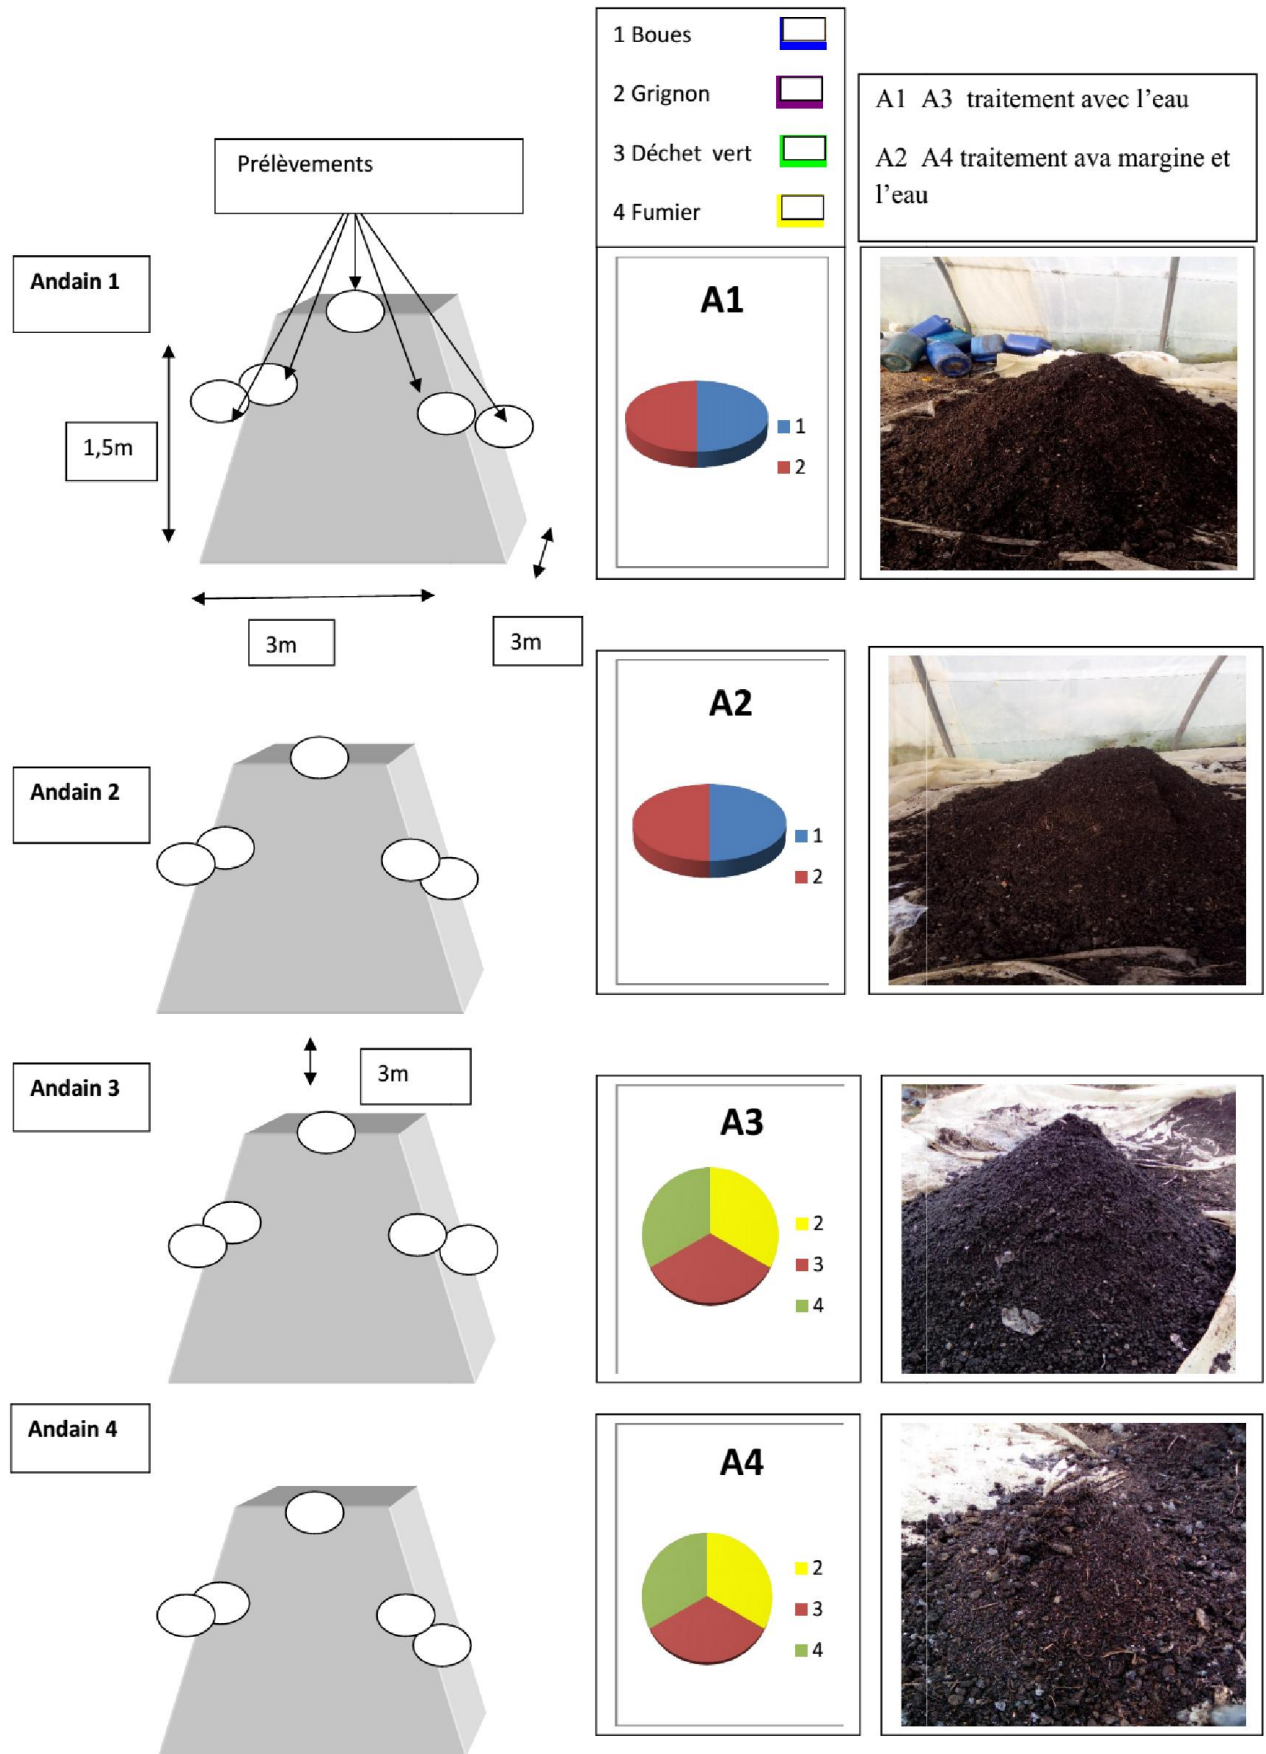 1 Boues
2 Grignon
3 Déchet vert
4 Fumier
A1 A3 traitement avec l'eau
A2 A4 traitement ava margine et
l'eau
Prélèvements
Andain 1
1,5m
3m
3m
A1
1
2
Andain 2
A2
1
2
3m
Andain 3
A3
2
3
4
Andain 4
A4
2
3
4